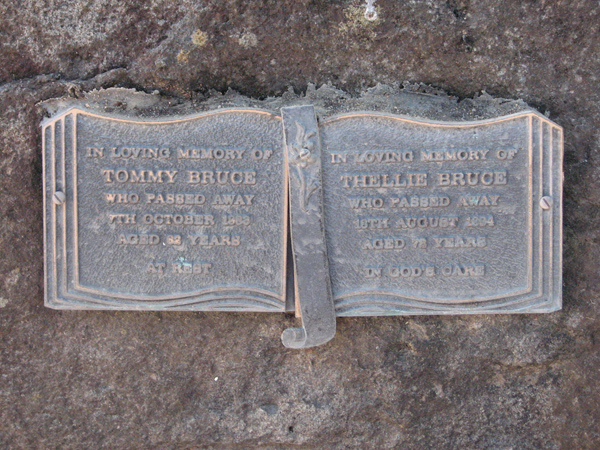 IN LOVING MEMORY OF
TOMMY BRUCE
WHO PASSED AWAY
7TH OCTOBER
AGED YEARS
AT REST
IN LOVING MEMORY OF
THELLIE BRUCE
WHO PASSED AWAY
AUGUST
AGED YEARS
IN GOD'S CARE